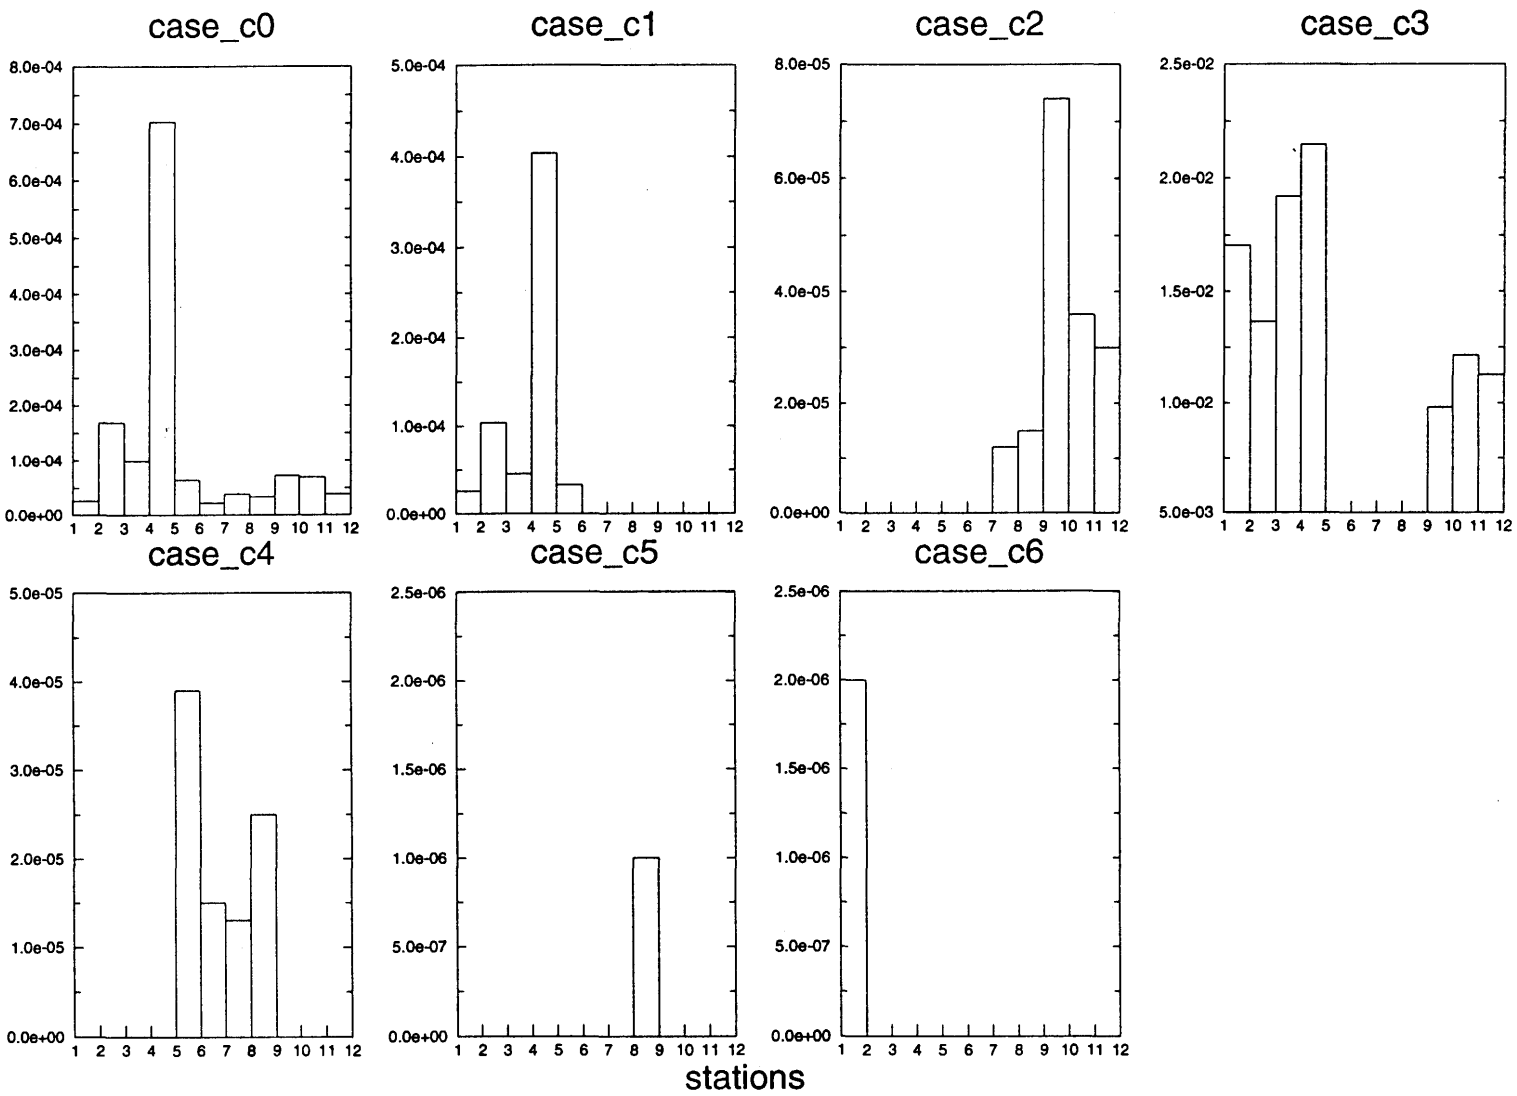 case_c0
8.0e-04
7.0e-04
6.0e-04
5.0e-04
4.0e-04
3.0e-04
2.0e-04
1.0e-04
0.0e+00
1 2 3 4 5 6 7 8 9 10 11 12
case_c1
5.0e-04
4.0e-04
3.0e-04
2.0e-04
1.0e-04
0.0e+00
1 2 3 4 5 6 7 8 9 10 11 12
case_c2
8.0e-05
6.0e-05
4.0e-05
2.0e-05
0.0e+00
1 2 3 4 5 6 7 8 9 10 11 12
case_c3
2.5e-02
2.0e-02
1.5e-02
1.0e-02
5.0e-03
1 2 3 4 5 6 7 8 9 10 11 12
case_c4
5.0e-05
4.0e-05
3.0e-05
2.0e-05
1.0e-05
0.0e+00
1 2 3 4 5 6 7 8 9 10 11 12
case_c5
2.5e-06
2.0e-06
1.5e-06
1.0e-06
5.0e-07
0.0e+00
1 2 3 4 5 6 7 8 9 10 11 12
case_c6
2.5e-06
2.0e-06
1.5e-06
1.0e-06
5.0e-07
0.0e+00
1 2 3 4 5 6 7 8 9 10 11 12
stations